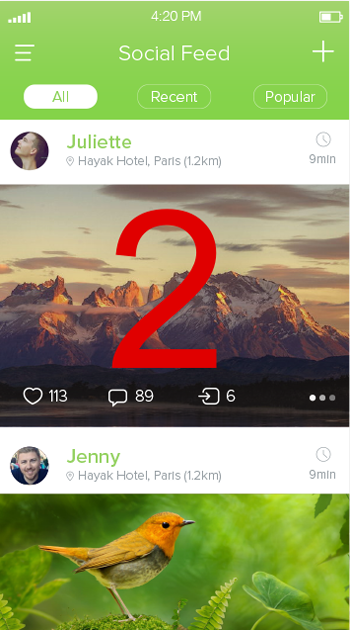 4:20 PM
Social Feed
All
Recent
Popular
Juliette
Hayak Hotel, Paris (1.2km)
9min
2
113
89
6
Jenny
Hayak Hotel, Paris (1.2km)
9min